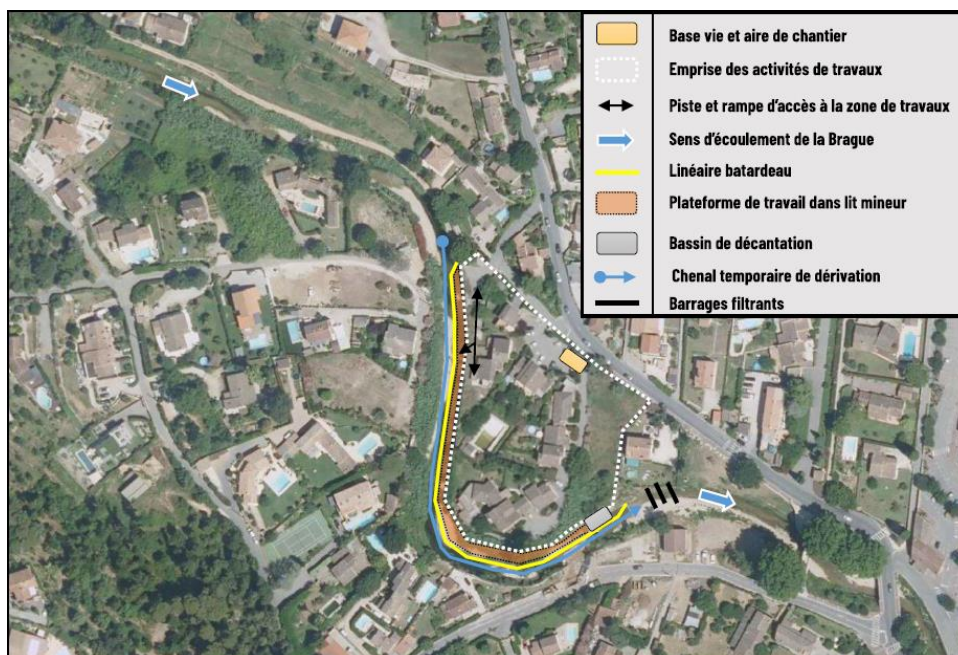 Base vie et aire de chantier
Emprise des activités de travaux
Piste et rampe d'accès à la zone de travaux
Sens d'écoulement de la Brague
Linéaire batardeau
Plateforme de travail dans lit mineur
Bassin de décantation
Chenal temporaire de dérivation
Barrages filtrants